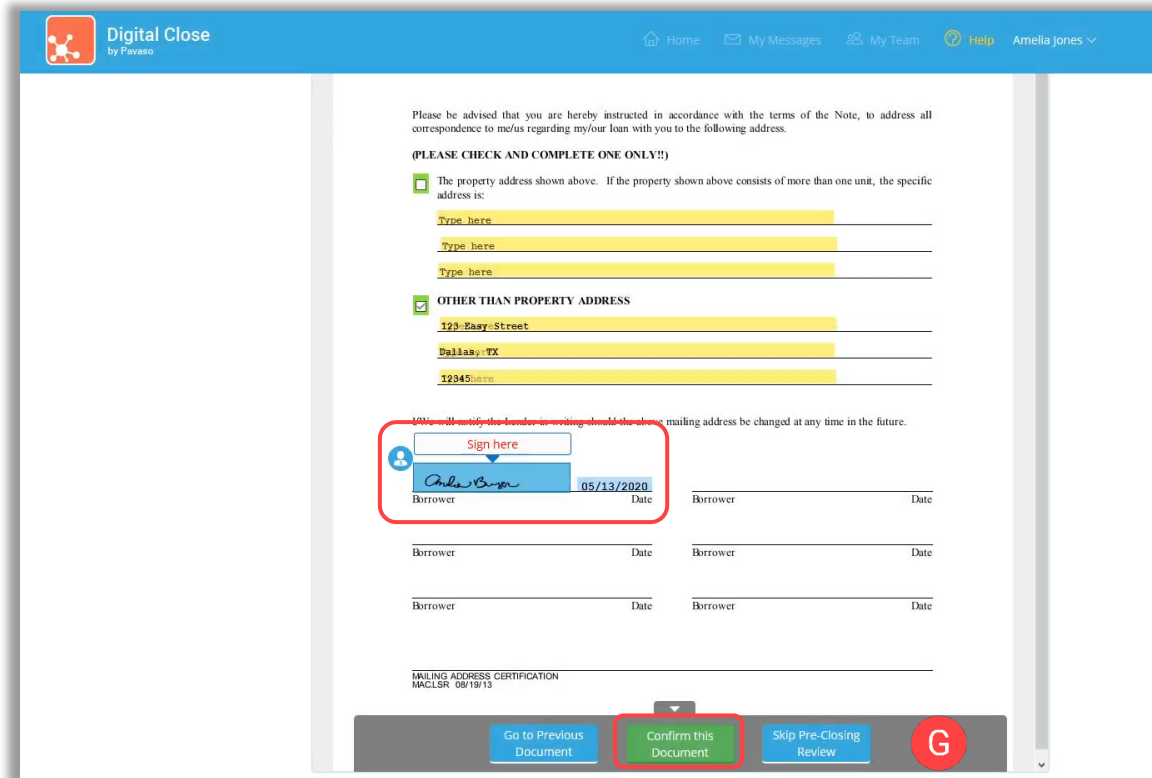 Digital Close
by Pavaso
Home My Messages My Team Help Amelia Jones
Please be advised that you are hereby instructed in accordance with the terms of the Note, to address all
correspondence to me/us regarding my/our loan with you to the following address.
(PLEASE CHECK AND COMPLETE ONE ONLY!!)
The property address shown above. If the property shown above consists of more than one unit, the specific
address is:
Type here
Type here
Type here
OTHER THAN PROPERTY ADDRESS
123 Easy Street
Dallas, TX
12345
I/We will notify the Lender in writing should the above mailing address be changed at any time in the future.
Sign here
05/13/2020
Borrower Date Borrower Date
Borrower Date Borrower Date
Borrower Date Borrower Date
MAILING ADDRESS CERTIFICATION
MAC.LSR 08/19/13
Go to Previous
Document
Confirm this
Document
Skip Pre-Closing
Review
G